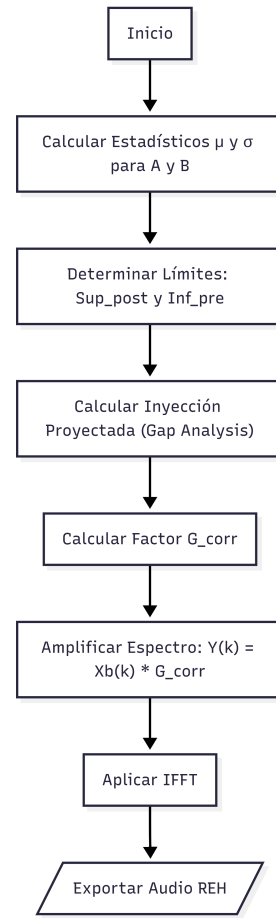 Inicio
Calcular Estadísticos μ y σ
para A y B
Determinar Límites:
Sup_post y Inf_pre
Calcular Inyección
Proyectada (Gap Analysis)
Calcular Factor G_corr
Amplificar Espectro: Y(k) =
Xb(k) * G_corr
Aplicar IFFT
Exportar Audio REH